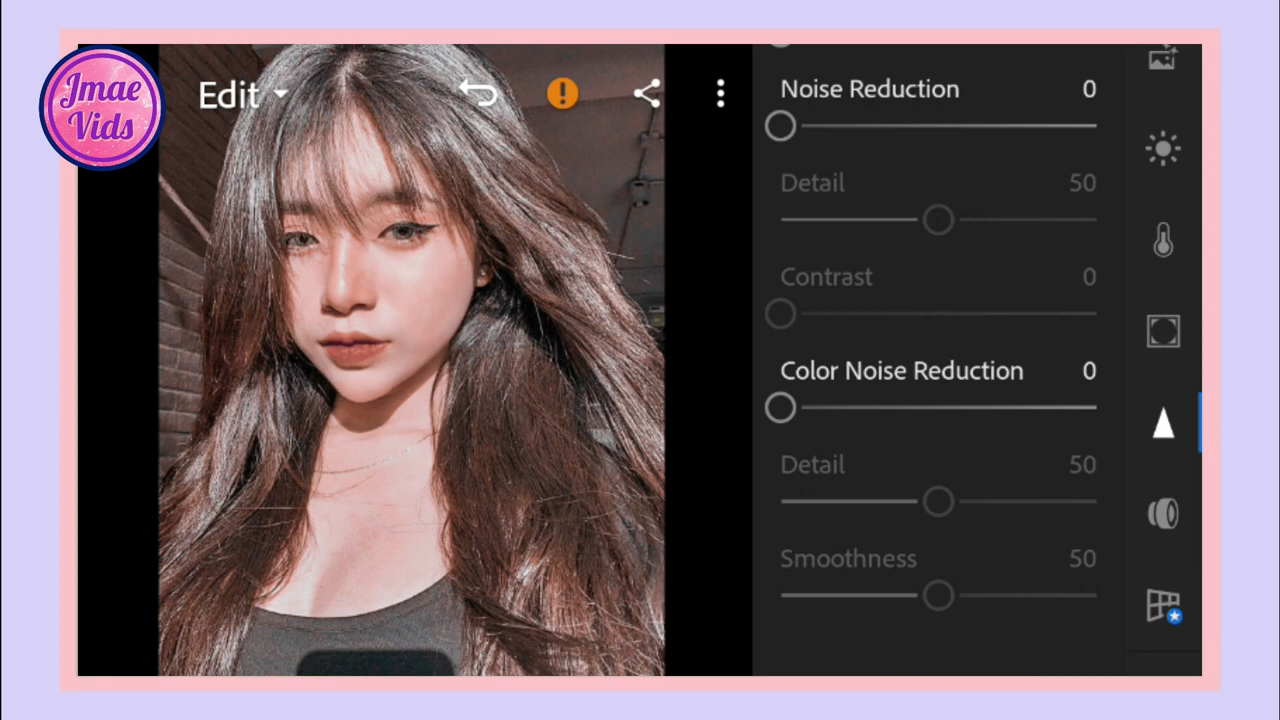 Jmae
Vids
Edit
Noise Reduction 0
Detail 50
Contrast 0
Color Noise Reduction 0
Detail 50
Smoothness 50